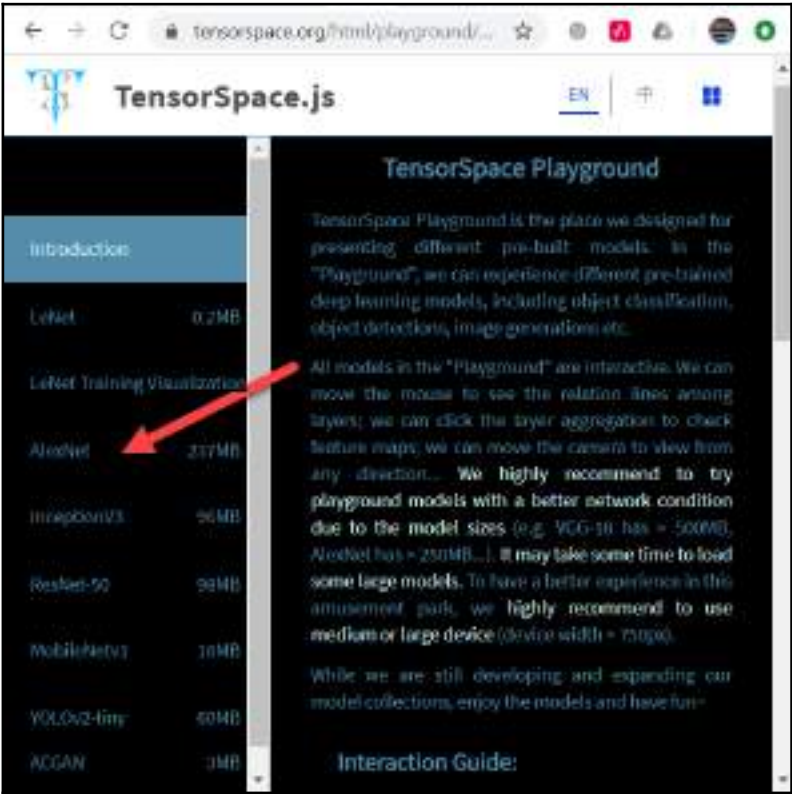 tensorspace.org/html/playground/...
TensorSpace.js
EN
中
Introduction
LeNet 0.2MB
LeNet Training Visualization
AlexNet 237MB
InceptionV3 96MB
ResNet-50 98MB
MobileNetv1
YOLOv2-tiny
ACGAN
TensorSpace Playground
TensorSpace Playground is the place we designed for
presenting different pre-built models. In the
"Playground", we can experience different pre-trained
deep learning models, including object classification,
object detections, image generations etc.
All models in the "Playground" are interactive. We can
move the mouse to see the relation lines among
layers; we can click the layer aggregation to check
feature maps; we can move the camera to view from
any direction... We highly recommend to try
playground models with a better network condition
due to the model sizes (e.g. VGG-16 has > 500MB,
AlexNet has > 250MB...). It may take some time to load
some large models. To have a better experience in this
amusement park, we highly recommend to use
medium or large device (device width > 750px).
While we are still developing and expanding our
model collections, enjoy the models and have fun~
Interaction Guide: